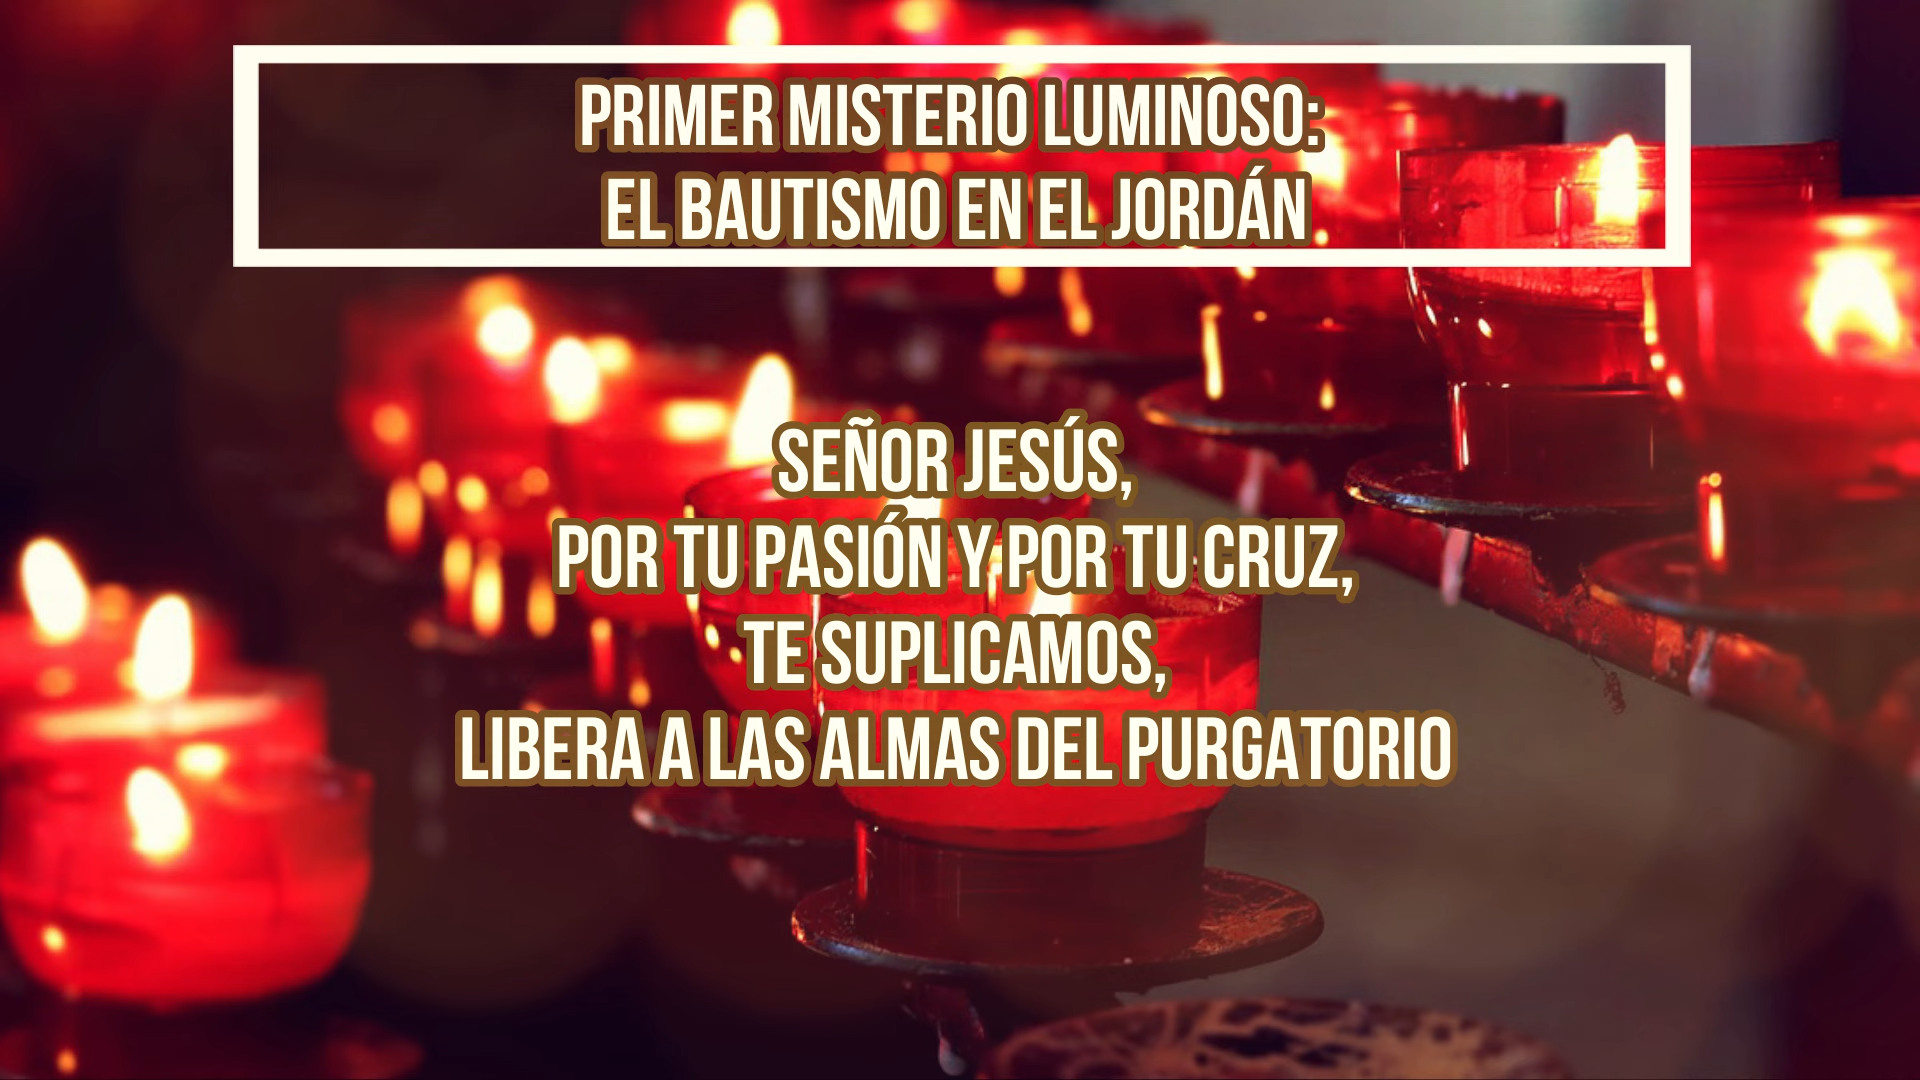 PRIMER MISTERIO LUMINOSO:
EL BAUTISMO EN EL JORDÁN
SEÑOR JESÚS,
POR TU PASIÓN Y POR TU CRUZ,
TE SUPLICAMOS,
LIBERA A LAS ALMAS DEL PURGATORIO